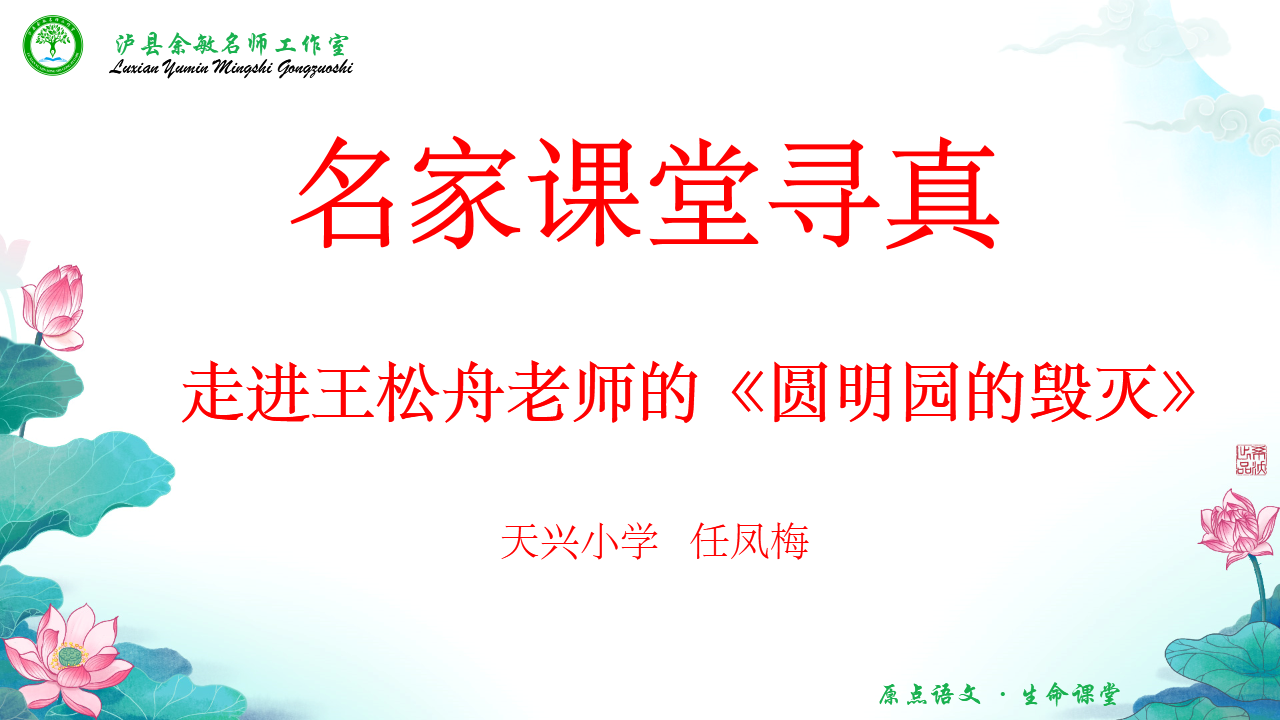 泸县余敏名师工作室
Luxian Yumin Mingshi Gongzuoshi
名家课堂寻真
走进王松舟老师的《圆明园的毁灭》
天兴小学 任凤梅
原点语文·生命课堂